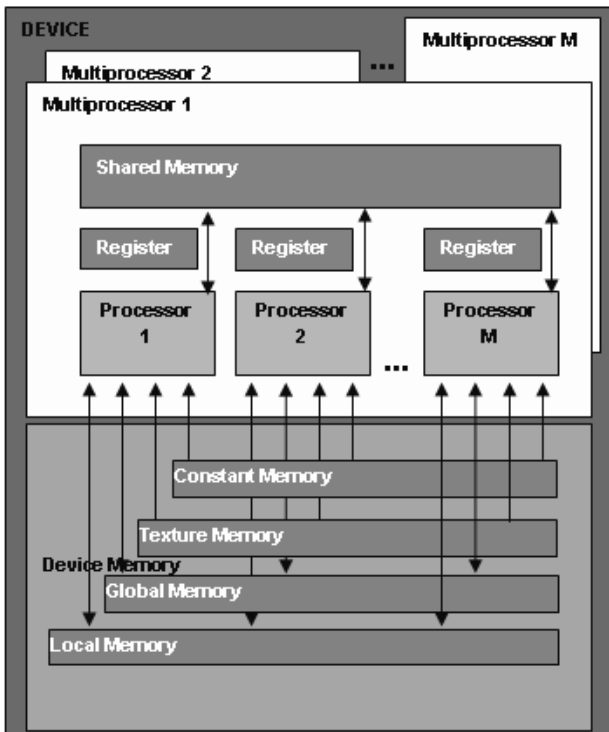 DEVICE
Multiprocessor M
Multiprocessor 2
...
Multiprocessor 1
Shared Memory
Register
Register
Register
Processor 1
Processor 2
...
Processor M
Constant Memory
Texture Memory
Device Memory
Global Memory
Local Memory